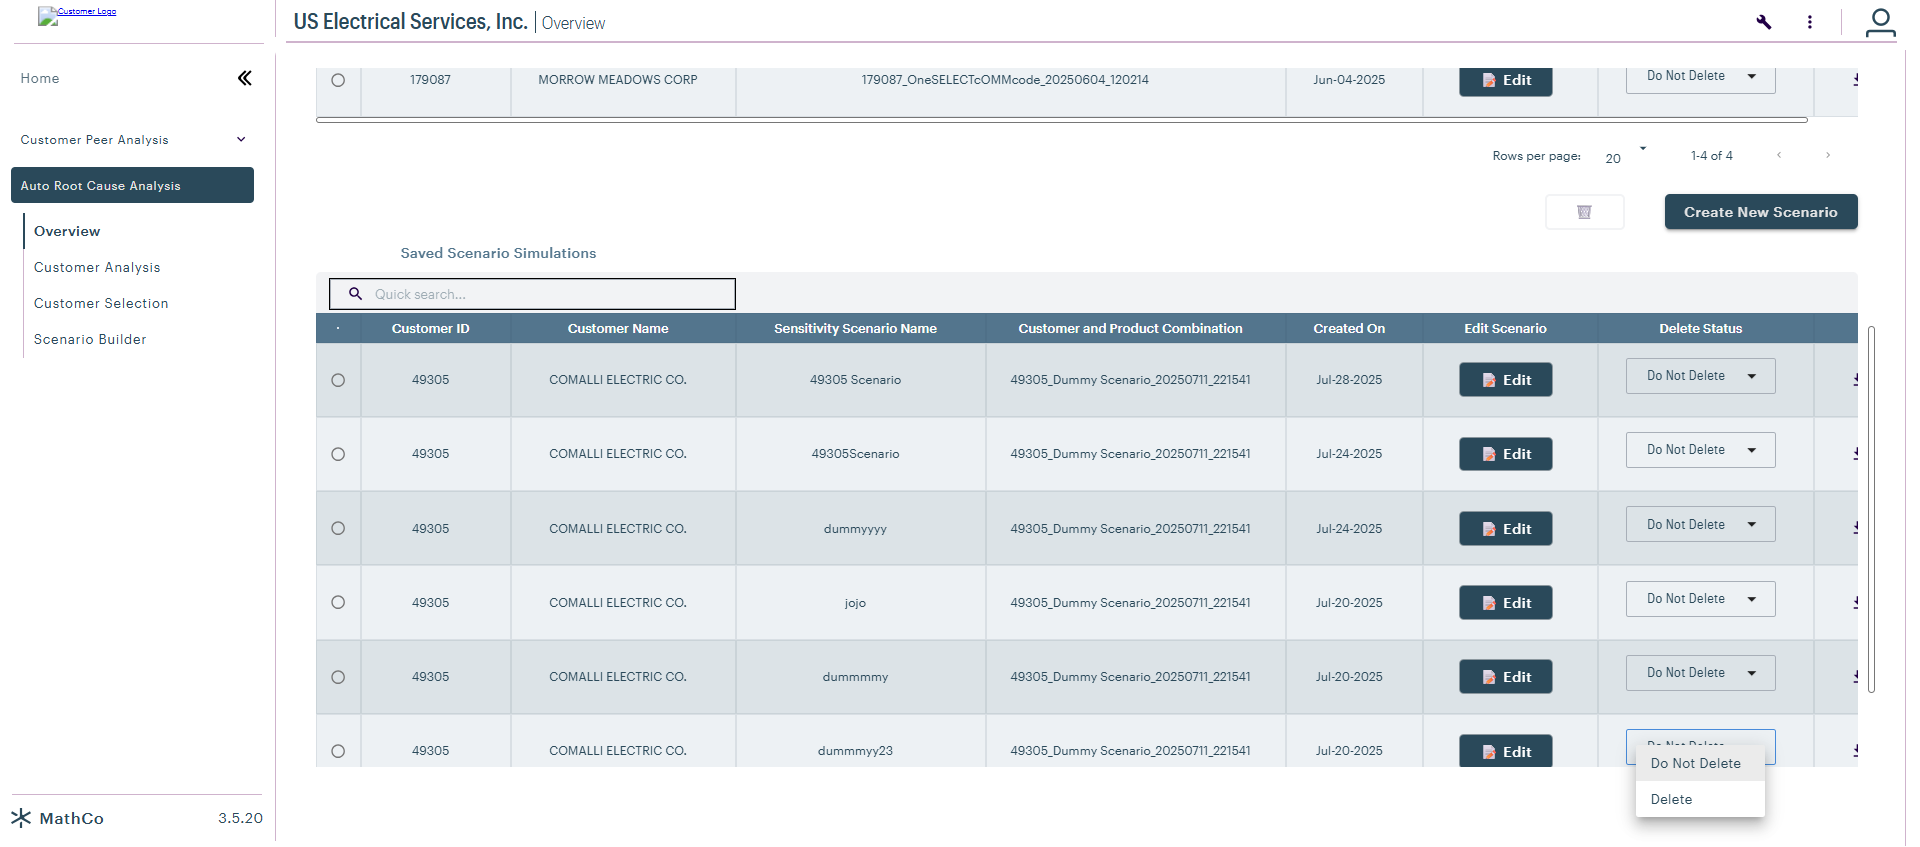 Customer Logo
US Electrical Services, Inc. Overview
Home
Customer Peer Analysis
Auto Root Cause Analysis
Overview
Customer Analysis
Customer Selection
Scenario Builder
MathCo 3.5.20
179087 MORROW MEADOWS CORP 179087_OneSELECTcOMMcode_20250604_120214 Jun-04-2025 Edit Do Not Delete
Rows per page: 20 1-4 of 4
Create New Scenario
Saved Scenario Simulations
Quick search...
Customer ID Customer Name Sensitivity Scenario Name Customer and Product Combination Created On Edit Scenario Delete Status
49305 COMALLI ELECTRIC CO. 49305 Scenario 49305_Dummy Scenario_20250711_221541 Jul-28-2025 Edit Do Not Delete
49305 COMALLI ELECTRIC CO. 49305Scenario 49305_Dummy Scenario_20250711_221541 Jul-24-2025 Edit Do Not Delete
49305 COMALLI ELECTRIC CO. dummyyyy 49305_Dummy Scenario_20250711_221541 Jul-24-2025 Edit Do Not Delete
49305 COMALLI ELECTRIC CO. jojo 49305_Dummy Scenario_20250711_221541 Jul-20-2025 Edit Do Not Delete
49305 COMALLI ELECTRIC CO. dummmmy 49305_Dummy Scenario_20250711_221541 Jul-20-2025 Edit Do Not Delete
49305 COMALLI ELECTRIC CO. dummmyy23 49305_Dummy Scenario_20250711_221541 Jul-20-2025 Edit Do Not Delete
Do Not Delete
Delete